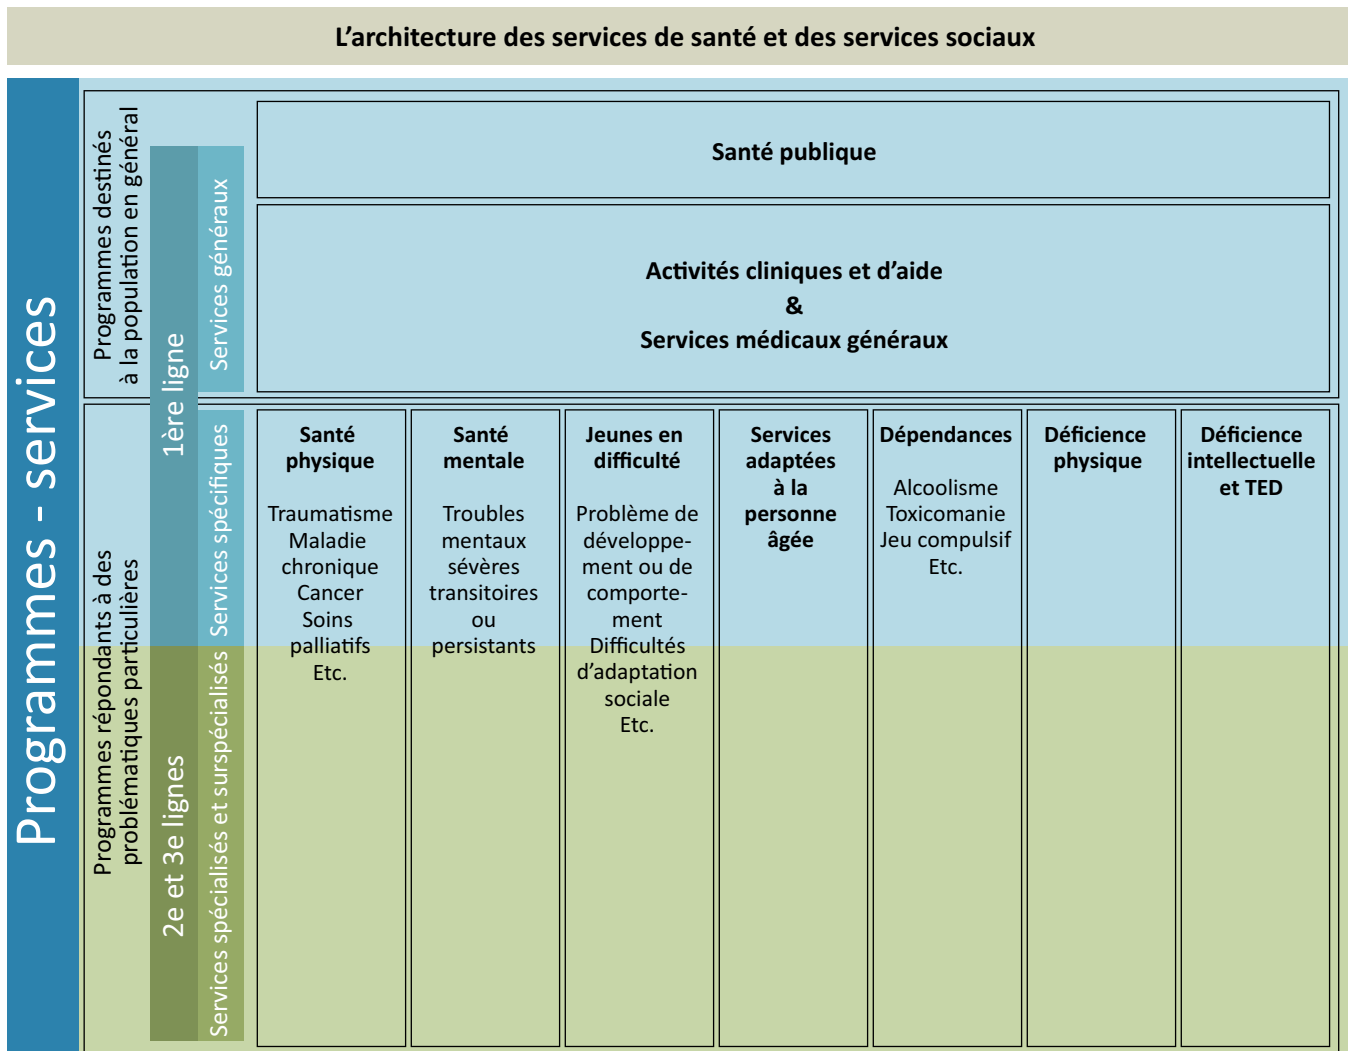 L’architecture des services de santé et des services sociaux
Programmes - services
Programmes destinés
à la population en général
1ère ligne
Services généraux
Santé publique
Activités cliniques et d’aide
&
Services médicaux généraux
Programmes répondants à des
problématiques particulières
Services spécifiques
2e et 3e lignes
Services spécialisés et surspécialisés
Santé
physique
Traumatisme
Maladie
chronique
Cancer
Soins
palliatifs
Etc.
Santé
mentale
Troubles
mentaux
sévères
transitoires
ou
persistants
Jeunes en
difficulté
Problème de
développe-
ment ou de
comporte-
ment
Difficultés
d’adaptation
sociale
Etc.
Services
adaptées
à la
personne
âgée
Dépendances
Alcoolisme
Toxicomanie
Jeu compulsif
Etc.
Déficience
physique
Déficience
intellectuelle
et TED